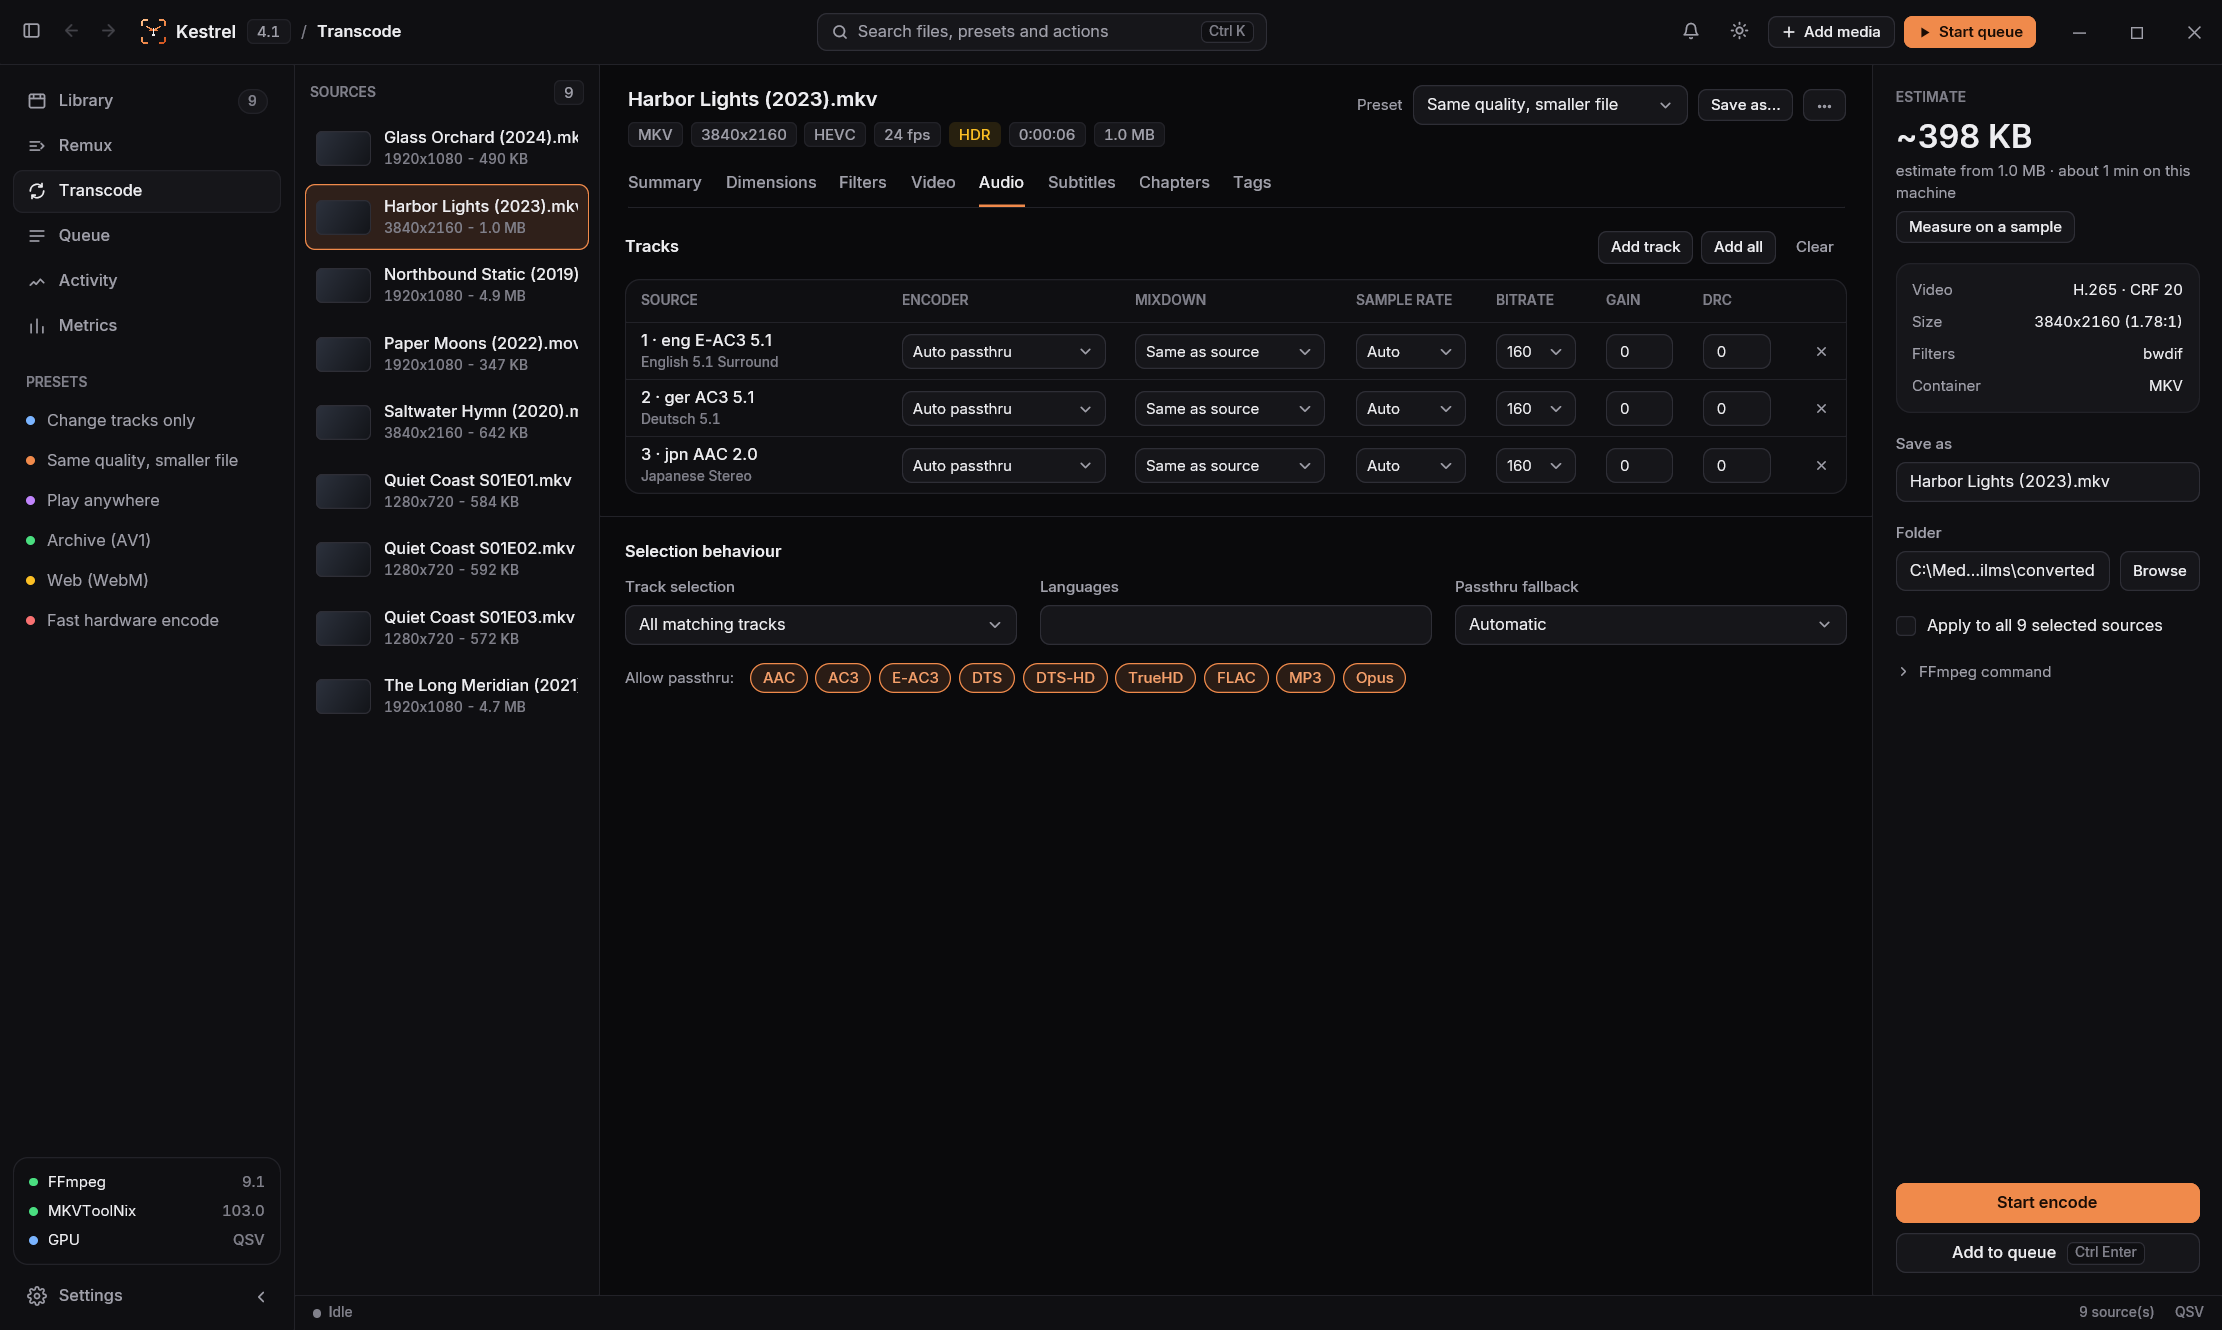 Kestrel 4.1 / Transcode
Search files, presets and actions Ctrl K
Add media
Start queue
Library 9
Remux
Transcode
Queue
Activity
Metrics
PRESETS
Change tracks only
Same quality, smaller file
Play anywhere
Archive (AV1)
Web (WebM)
Fast hardware encode
FFmpeg 9.1
MKVToolNix 103.0
GPU QSV
Settings
SOURCES 9
Glass Orchard (2024).mk
1920x1080 - 490 KB
Harbor Lights (2023).mkv
3840x2160 - 1.0 MB
Northbound Static (2019)
1920x1080 - 4.9 MB
Paper Moons (2022).mov
1920x1080 - 347 KB
Saltwater Hymn (2020).m
3840x2160 - 642 KB
Quiet Coast S01E01.mkv
1280x720 - 584 KB
Quiet Coast S01E02.mkv
1280x720 - 592 KB
Quiet Coast S01E03.mkv
1280x720 - 572 KB
The Long Meridian (2021)
1920x1080 - 4.7 MB
Harbor Lights (2023).mkv
MKV 3840x2160 HEVC 24 fps HDR 0:00:06 1.0 MB
Preset Same quality, smaller file Save as... ...
Summary Dimensions Filters Video Audio Subtitles Chapters Tags
Tracks Add track Add all Clear
SOURCE ENCODER MIXDOWN SAMPLE RATE BITRATE GAIN DRC
1 · eng E-AC3 5.1
English 5.1 Surround
Auto passthru Same as source Auto 160 0 0
2 · ger AC3 5.1
Deutsch 5.1
Auto passthru Same as source Auto 160 0 0
3 · jpn AAC 2.0
Japanese Stereo
Auto passthru Same as source Auto 160 0 0
Selection behaviour
Track selection Languages Passthru fallback
All matching tracks Automatic
Allow passthru: AAC AC3 E-AC3 DTS DTS-HD TrueHD FLAC MP3 Opus
ESTIMATE
~398 KB
estimate from 1.0 MB · about 1 min on this
machine
Measure on a sample
Video H.265 · CRF 20
Size 3840x2160 (1.78:1)
Filters bwdif
Container MKV
Save as
Harbor Lights (2023).mkv
Folder
C:\Med...ilms\converted Browse
Apply to all 9 selected sources
FFmpeg command
Start encode
Add to queue Ctrl Enter
Idle
9 source(s) QSV